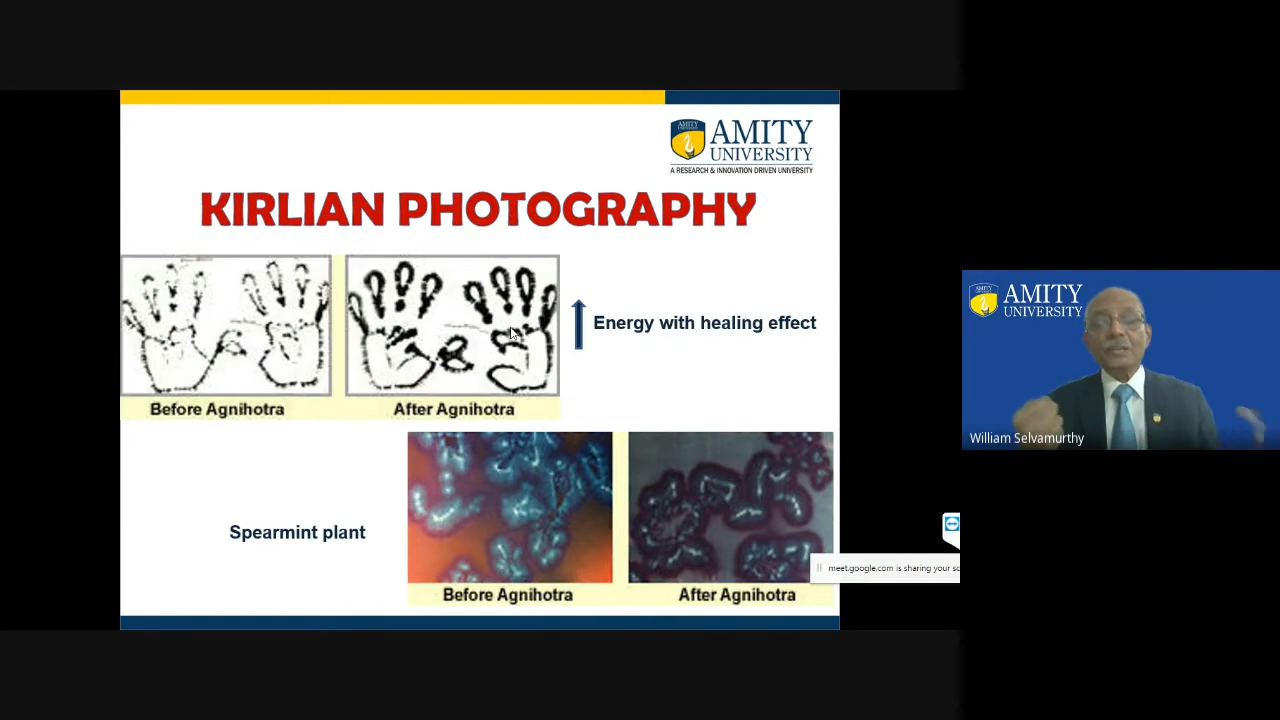 AMITY
AMITY
UNIVERSITY
A RESEARCH & INNOVATION DRIVEN UNIVERSITY
KIRLIAN PHOTOGRAPHY
Energy with healing effect
Before Agnihotra
After Agnihotra
Spearmint plant
Before Agnihotra
After Agnihotra
AMITY
UNIVERSITY
William Selvamurthy
meet.google.com is sharing your sc